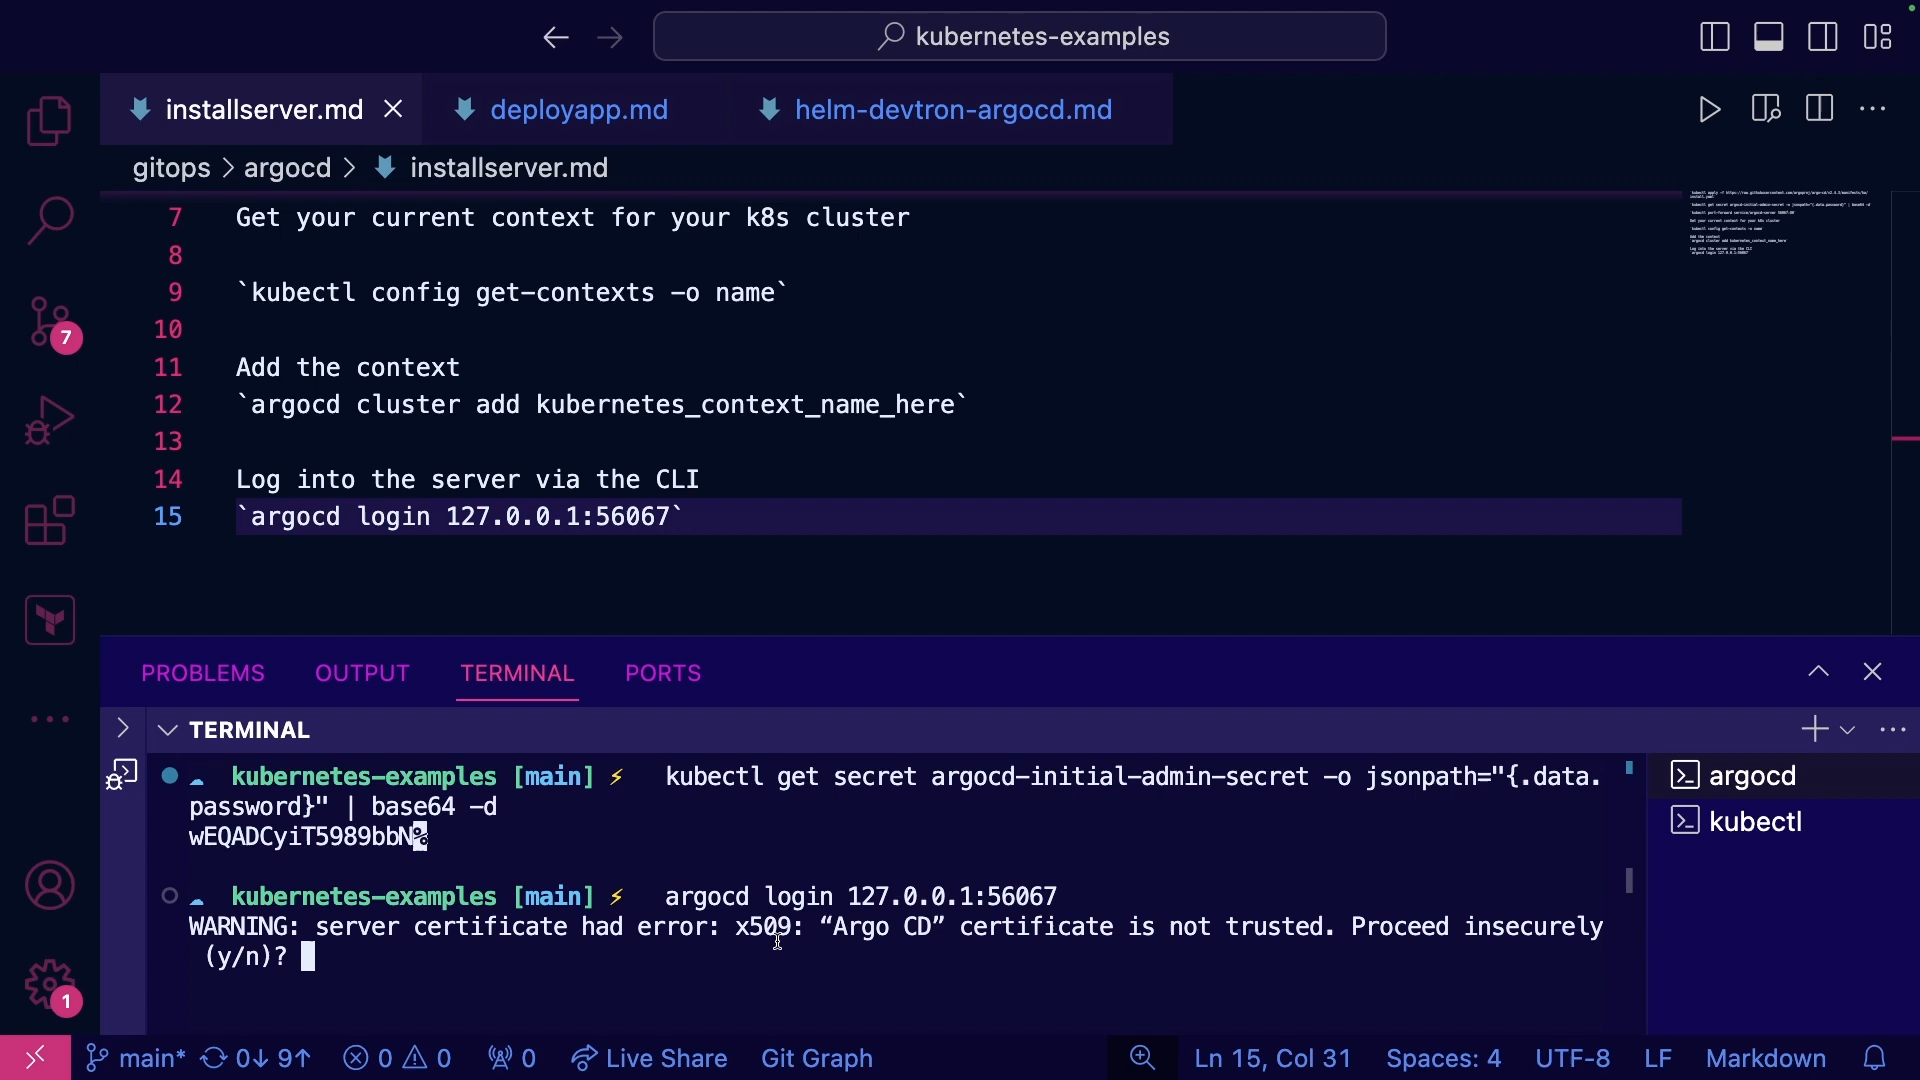 kubernetes-examples
installserver.md
deployapp.md
helm-devtron-argocd.md
gitops > argocd > installserver.md
7 Get your current context for your k8s cluster
8
9 `kubectl config get-contexts -o name`
10
11 Add the context
12 `argocd cluster add kubernetes_context_name_here`
13
14 Log into the server via the CLI
15 `argocd login 127.0.0.1:56067`
7
PROBLEMS OUTPUT TERMINAL PORTS
TERMINAL
kubernetes-examples [main] ⚡ kubectl get secret argocd-initial-admin-secret -o jsonpath="{.data.
password}" | base64 -d
wEQADCyiT5989bbN%
kubernetes-examples [main] ⚡ argocd login 127.0.0.1:56067
WARNING: server certificate had error: x509: “Argo CD” certificate is not trusted. Proceed insecurely
(y/n)?
argocd
kubectl
1
main* 0↓ 9↑ 0 0 0 Live Share Git Graph Ln 15, Col 31 Spaces: 4 UTF-8 LF Markdown